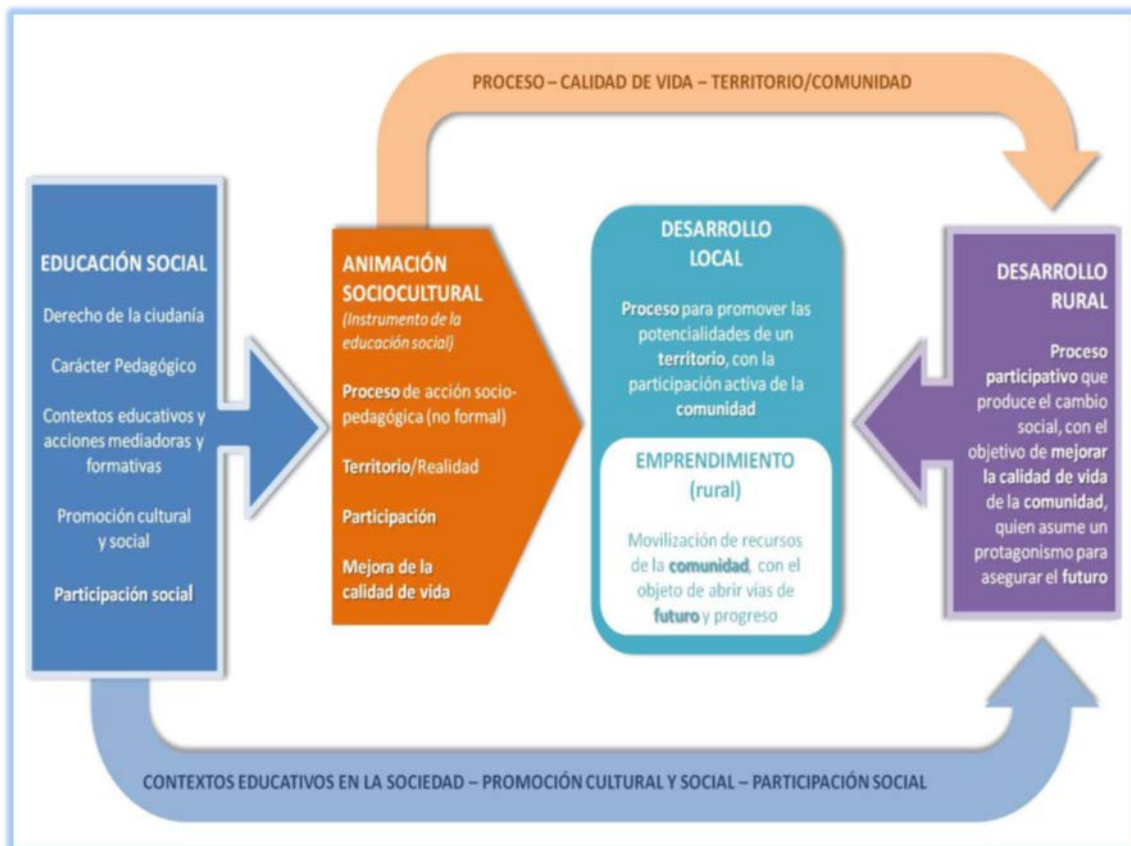 PROCESO – CALIDAD DE VIDA – TERRITORIO/COMUNIDAD
EDUCACIÓN SOCIAL
Derecho de la ciudanía
Carácter Pedagógico
Contextos educativos y
acciones mediadoras y
formativas
Promoción cultural
y social
Participación social
ANIMACIÓN
SOCIOCULTURAL
(Instrumento de la
educación social)
Proceso de acción socio-
pedagógica (no formal)
Territorio/Realidad
Participación
Mejora de la
calidad de vida
DESARROLLO
LOCAL
Proceso para promover las
potencialidades de un
territorio, con la
participación activa de la
comunidad
EMPRENDIMIENTO
(rural)
Movilización de recursos
de la comunidad, con el
objeto de abrir vías de
futuro y progreso
DESARROLLO
RURAL
Proceso
participativo que
produce el cambio
social, con el
objetivo de mejorar
la calidad de vida
de la comunidad,
quien asume un
protagonismo para
asegurar el futuro
CONTEXTOS EDUCATIVOS EN LA SOCIEDAD – PROMOCIÓN CULTURAL Y SOCIAL – PARTICIPACIÓN SOCIAL